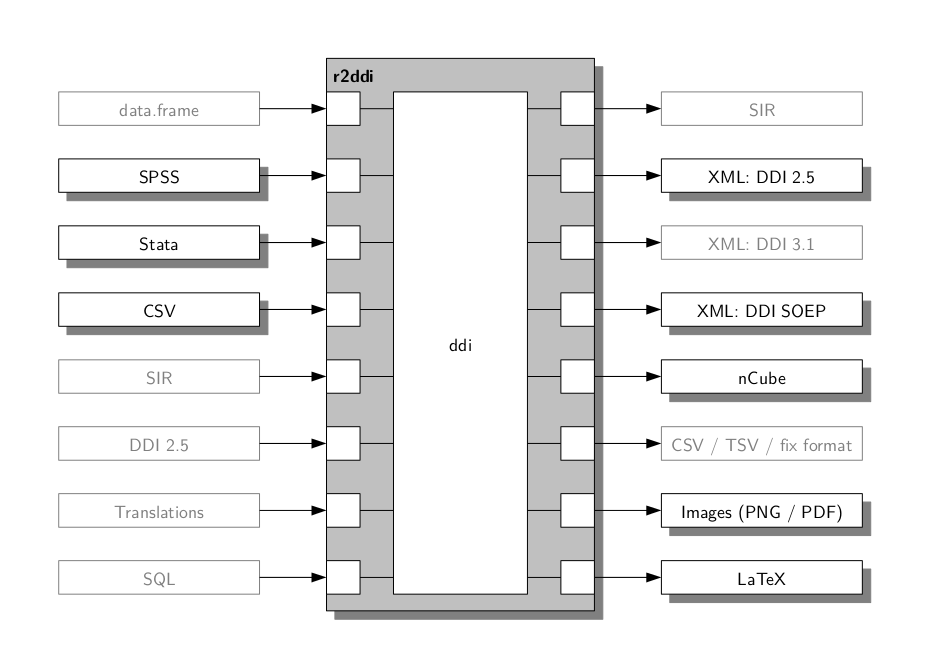 r2ddi
data.frame
SPSS
Stata
CSV
SIR
DDI 2.5
Translations
SQL
ddi
SIR
XML: DDI 2.5
XML: DDI 3.1
XML: DDI SOEP
nCube
CSV / TSV / fix format
Images (PNG / PDF)
LaTeX